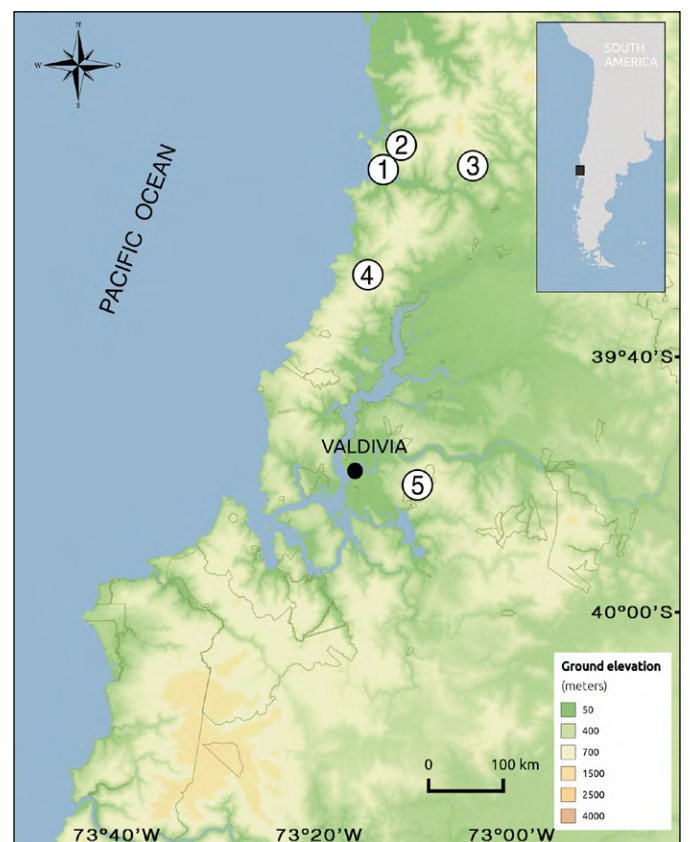 N
W
O
S
SOUTH
AMERICA
PACIFIC OCEAN
2
1
3
4
39°40'S
VALDIVIA
5
40°00'S
Ground elevation
(meters)
50
400
700
1500
2500
4000
0 100 km
73°40'W 73°20'W 73°00'W